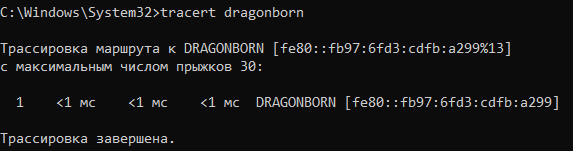 C:\Windows\System32>tracert dragonborn
Трассировка маршрута к DRAGONBORN [fe80::fb97:6fd3:cdfb:a299%13]
с максимальным числом прыжков 30:
1 <1 мс <1 мс <1 мс DRAGONBORN [fe80::fb97:6fd3:cdfb:a299]
Трассировка завершена.